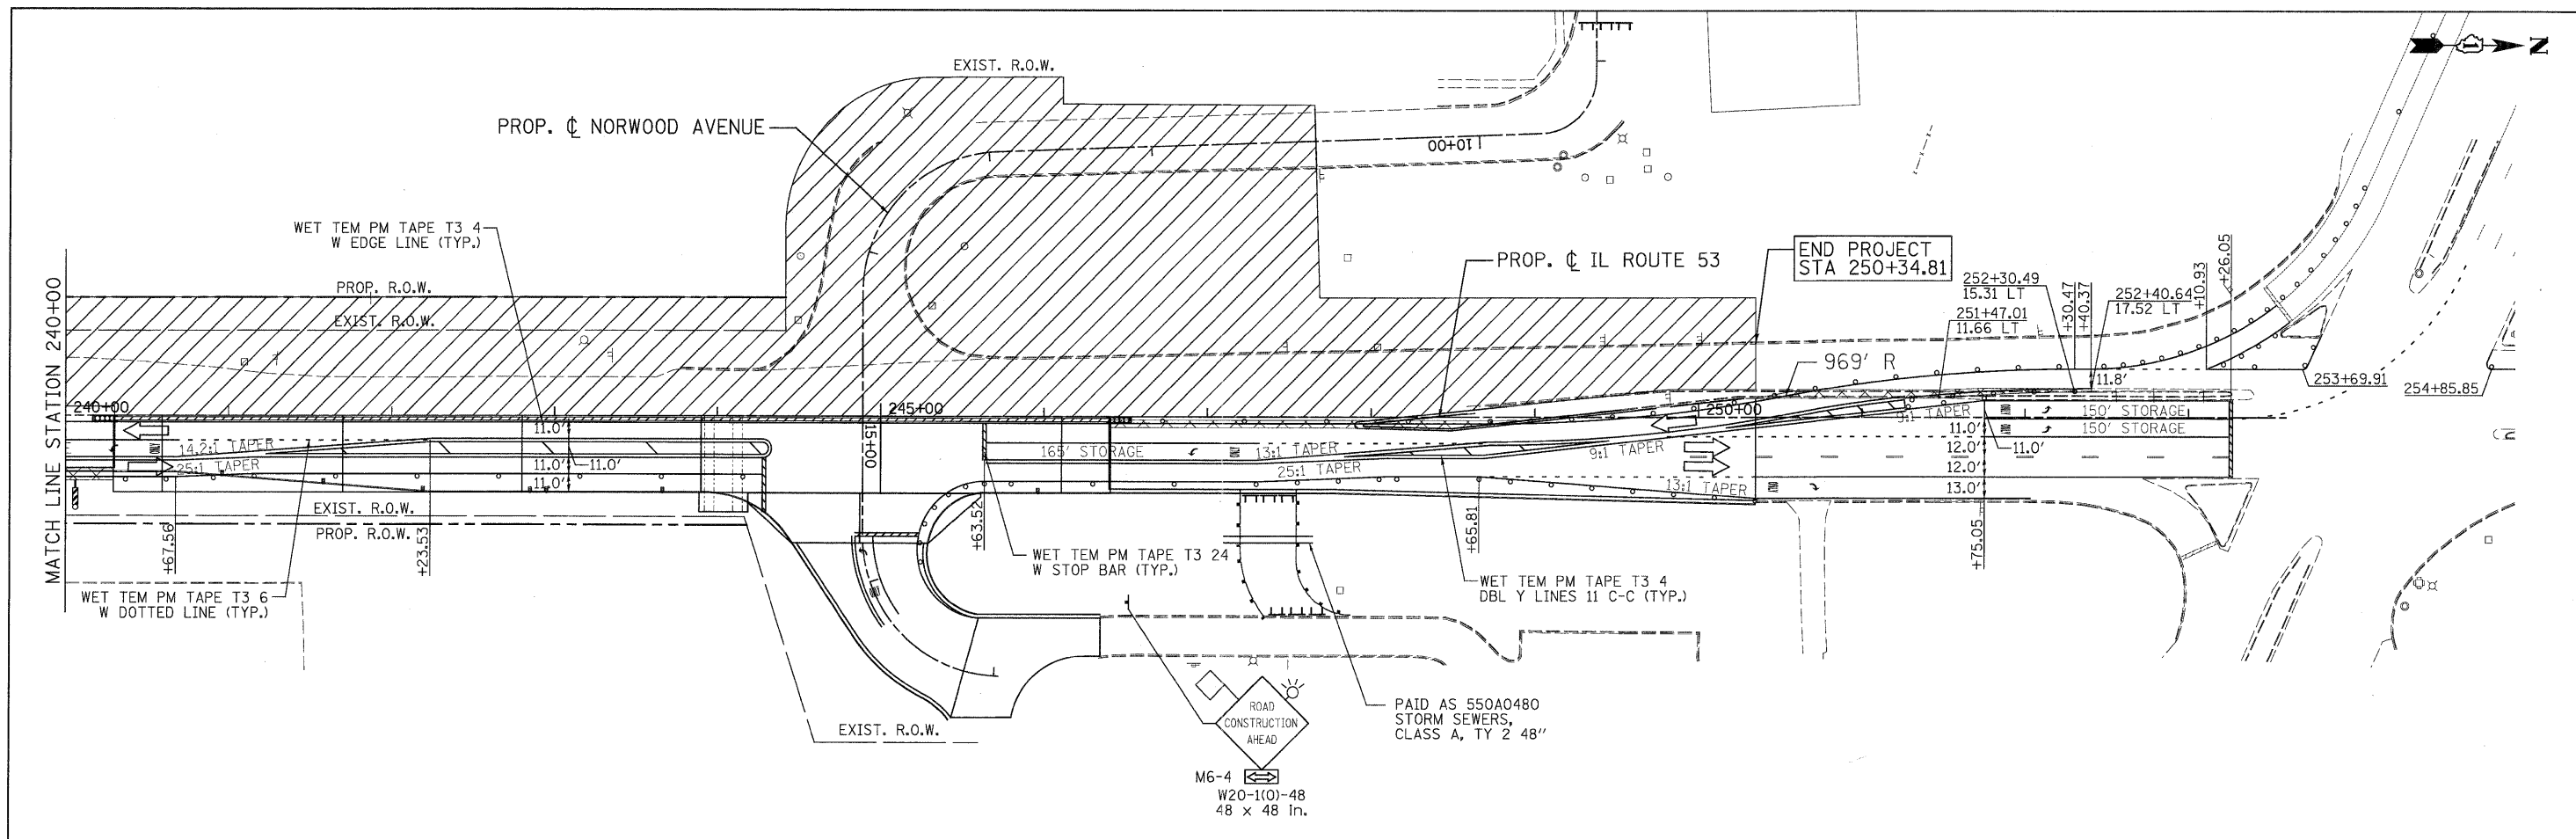 EXIST. R.O.W.
N
PROP. ℄ NORWOOD AVENUE
10+00
WET TEM PM TAPE T3 4
W EDGE LINE (TYP.)
PROP. ℄ IL ROUTE 53
END PROJECT
STA 250+34.81
252+30.49
15.31 LT
251+47.01
11.66 LT
+30.47
+40.37
252+40.64
17.52 LT
+10.93
+26.05
PROP. R.O.W.
EXIST. R.O.W.
969' R
11.8'
253+69.91
254+85.85
MATCH LINE STATION 240+00
240+00
245+00
250+00
15+00
11.0'
14.2:1 TAPER
25:1 TAPER
11.0'
11.0'
11.0'
165' STORAGE
13:1 TAPER
25:1 TAPER
9:1 TAPER
13:1 TAPER
9:1 TAPER
150' STORAGE
150' STORAGE
11.0'
11.0'
12.0'
12.0'
13.0'
EXIST. R.O.W.
PROP. R.O.W.
+67.56
+23.53
+63.52
+65.81
+75.05
WET TEM PM TAPE T3 6
W DOTTED LINE (TYP.)
WET TEM PM TAPE T3 24
W STOP BAR (TYP.)
WET TEM PM TAPE T3 4
DBL Y LINES 11 C-C (TYP.)
EXIST. R.O.W.
ROAD
CONSTRUCTION
AHEAD
PAID AS 550A0480
STORM SEWERS,
CLASS A, TY 2 48"
M6-4
W20-1(O)-48
48 x 48 In.